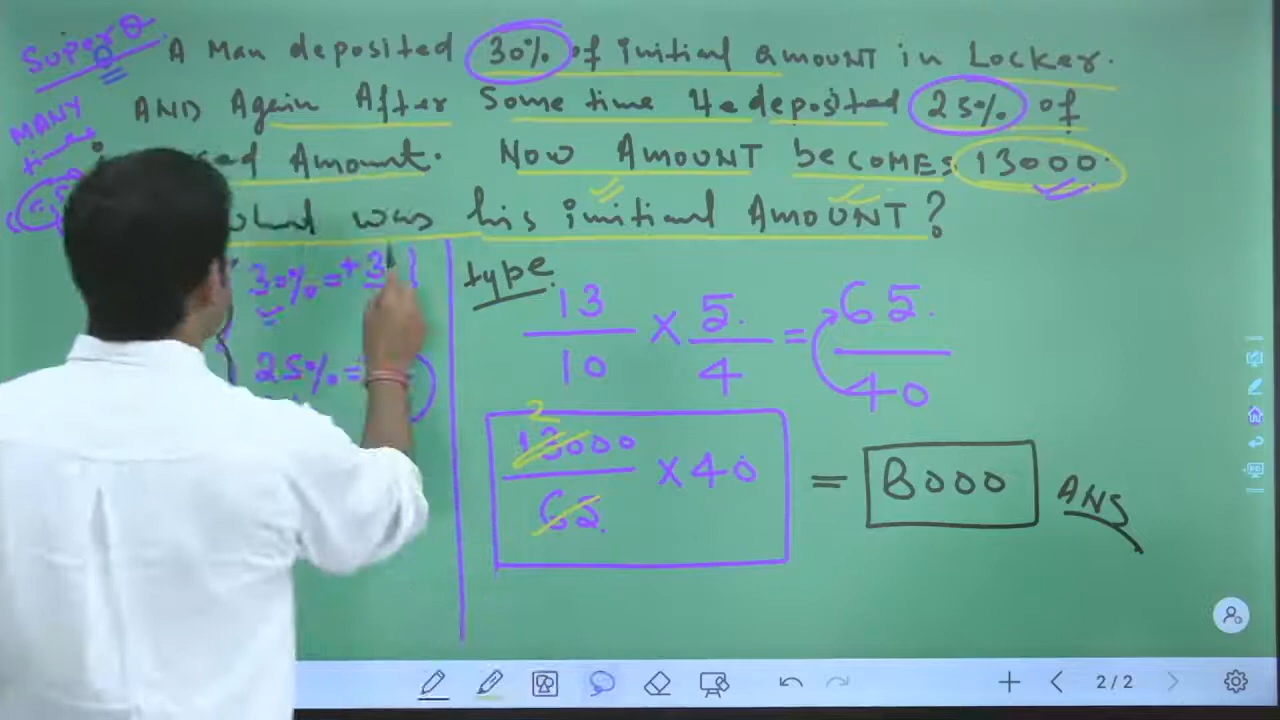 Super Q
A Man deposited 30% of initial amount in Locker.
MANY
AND Again After Some time He deposited 25% of
Amount. Now AMOUNT becomes 13000.
what was his initial AMOUNT?
30% = +3
type
13/10 × 5/4 = 65/40
25% =
2
13000/65 × 40 = 8000 ANS
2/2